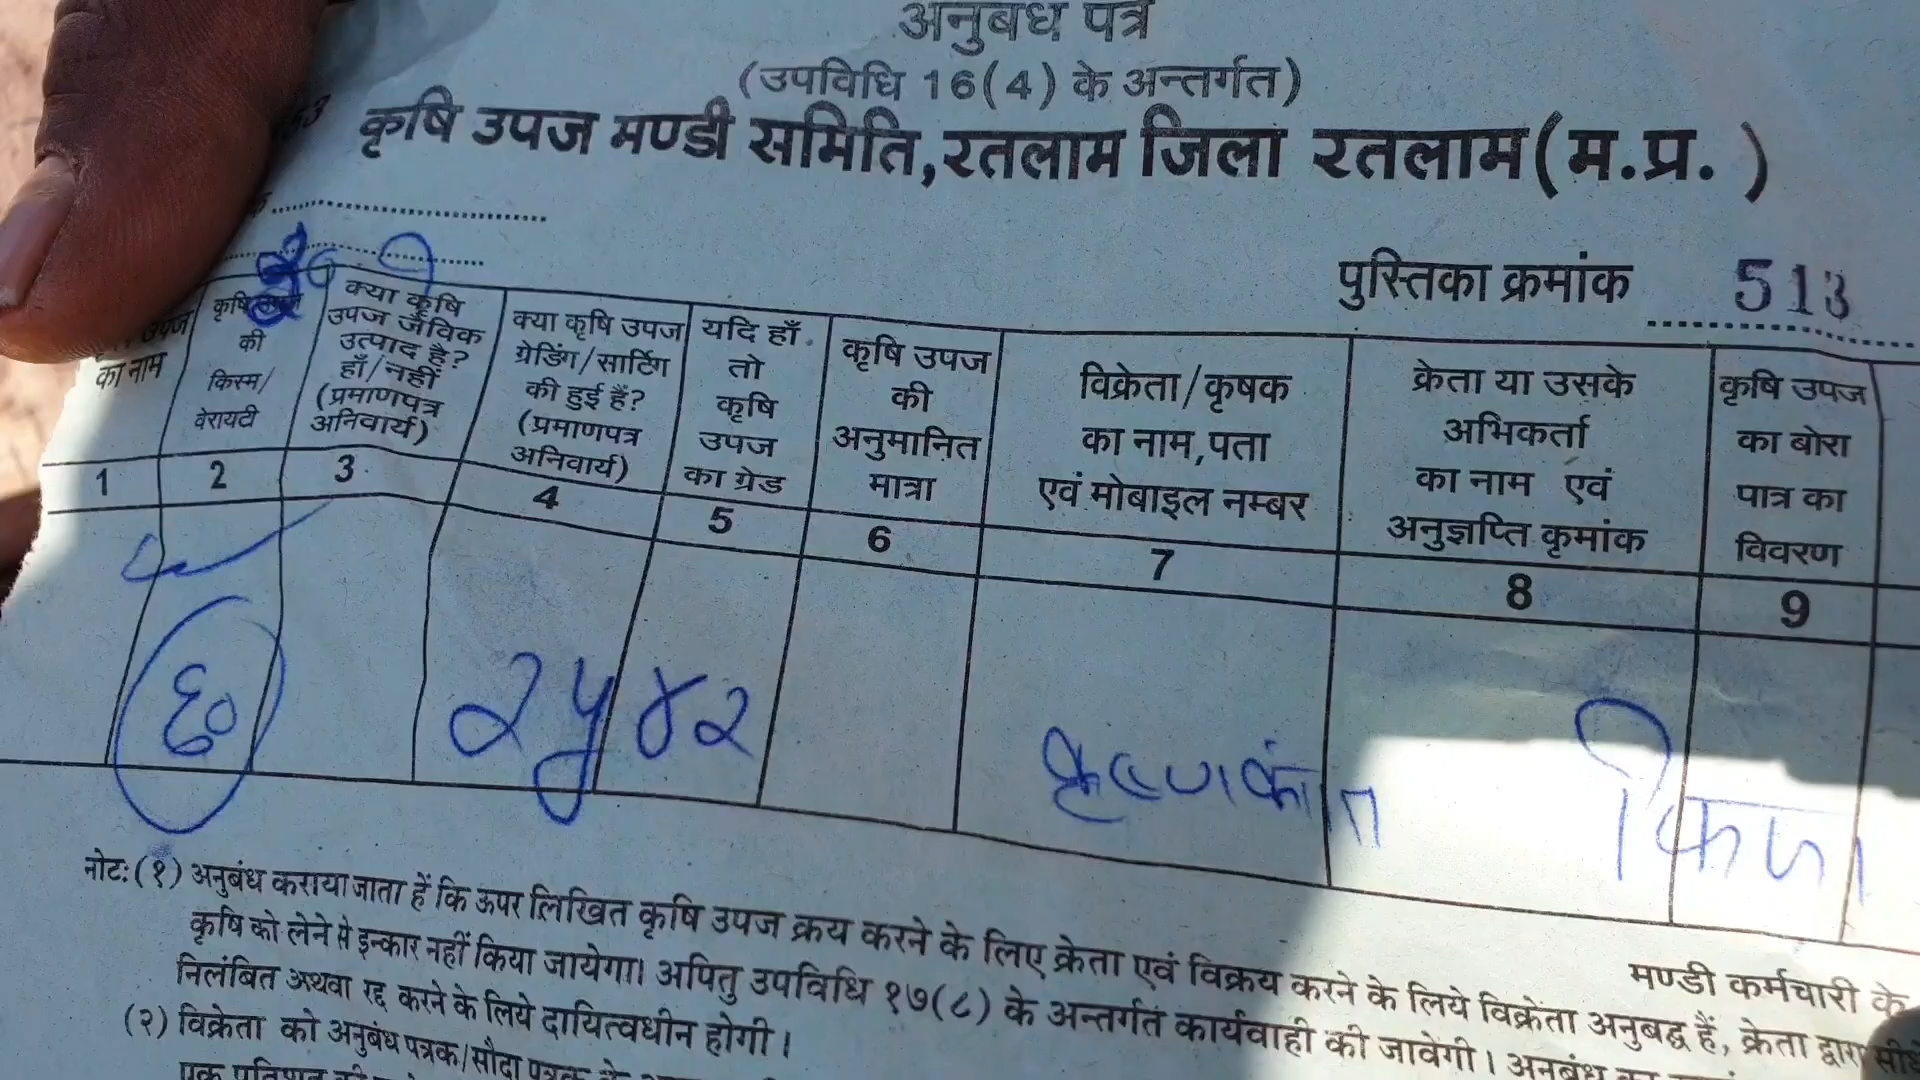 अनुबंध पत्र
(उपविधि 16(4) के अन्तर्गत)
कृषि उपज मण्डी समिति, रतलाम जिला रतलाम (म.प्र.)
पुस्तिका क्रमांक 513
उपज का नाम
कृषि उपज की किस्म/ वेरायटी
क्या कृषि उपज जैविक उत्पाद है? हाँ/नहीं (प्रमाणपत्र अनिवार्य)
क्या कृषि उपज ग्रेडिंग/सार्टिंग की हुई हैं? (प्रमाणपत्र अनिवार्य)
यदि हाँ तो कृषि उपज का ग्रेड
कृषि उपज की अनुमानित मात्रा
विक्रेता/कृषक का नाम, पता एवं मोबाइल नम्बर
क्रेता या उसके अभिकर्ता का नाम एवं अनुज्ञप्ति कृमांक
कृषि उपज का बोरा पात्र का विवरण
1 2 3 4 5 6 7 8 9
६० २५४२ कृष्णकांत
नोट: (१) अनुबंध कराया जाता हें कि ऊपर लिखित कृषि उपज क्रय करने के लिए क्रेता एवं विक्रय करने के लिये विक्रेता अनुबद्ध हैं, क्रेता द्वारा
कृषि को लेने से इन्कार नहीं किया जायेगा। अपितु उपविधि १७(८) के अन्तर्गत कार्यवाही की जावेगी।
निलंबित अथवा रद्द करने के लिये दायित्वधीन होगी।
मण्डी कर्मचारी के
(२) विक्रेता को अनुबंध पत्रक/सौदा पत्रक के